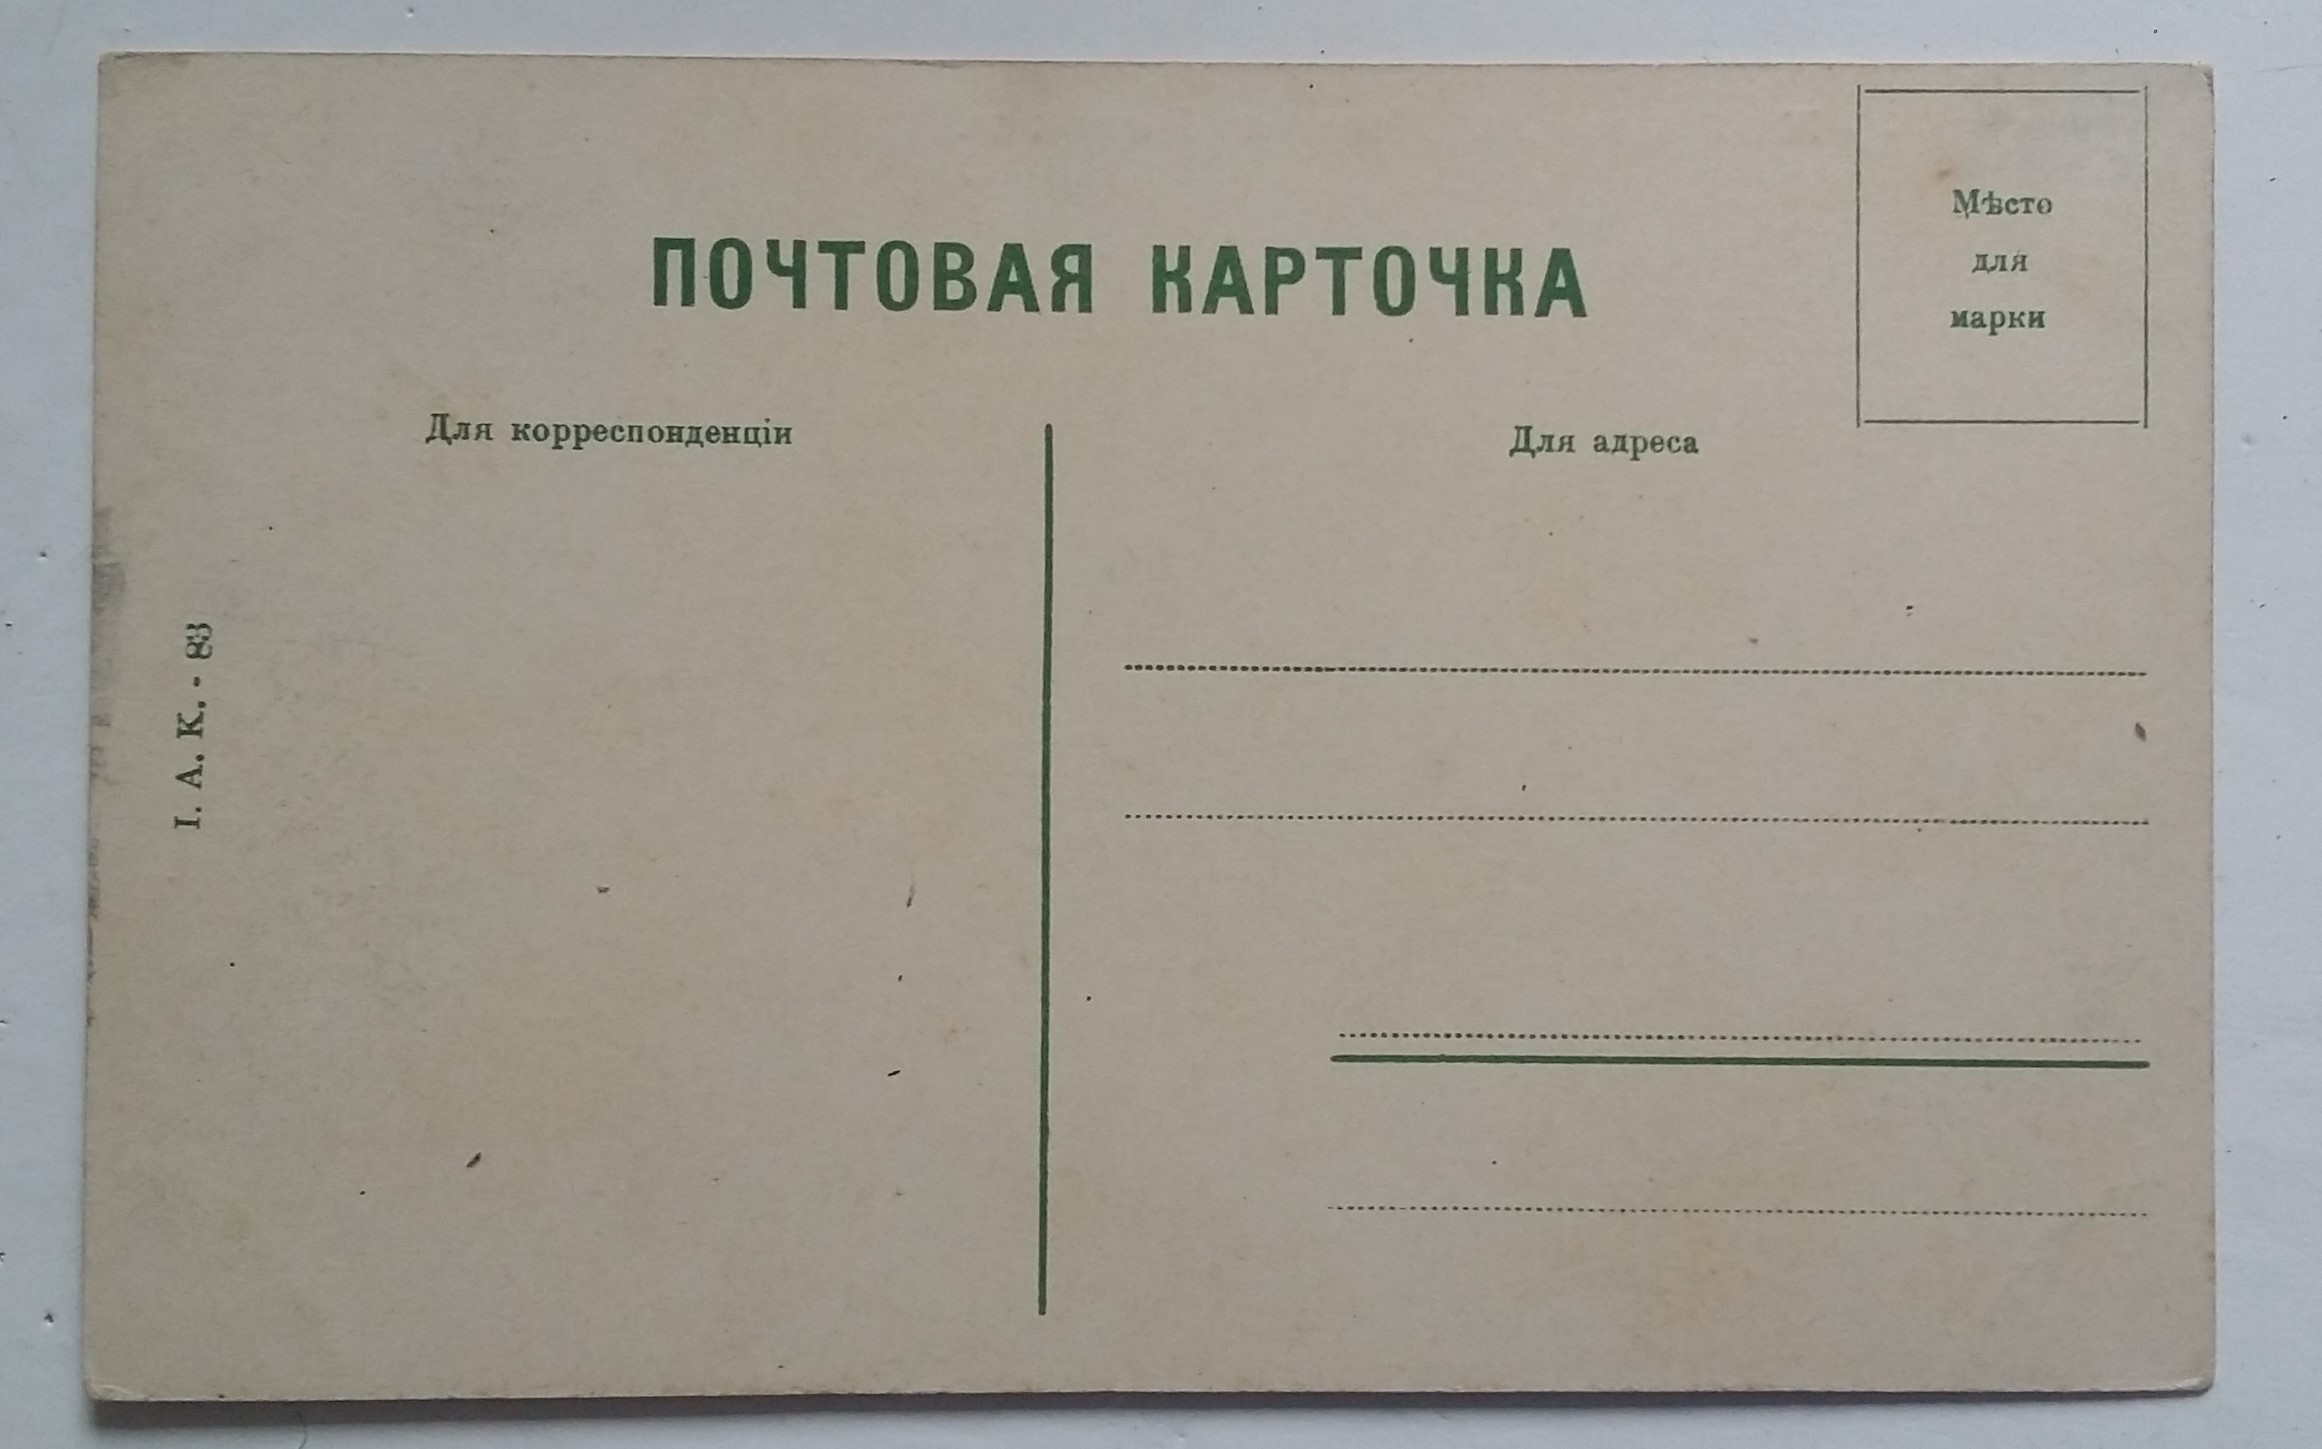 ПОЧТОВАЯ КАРТОЧКА
Мѣсто
для
марки
Для корреспонденціи
Для адреса
I. А. К. - 83